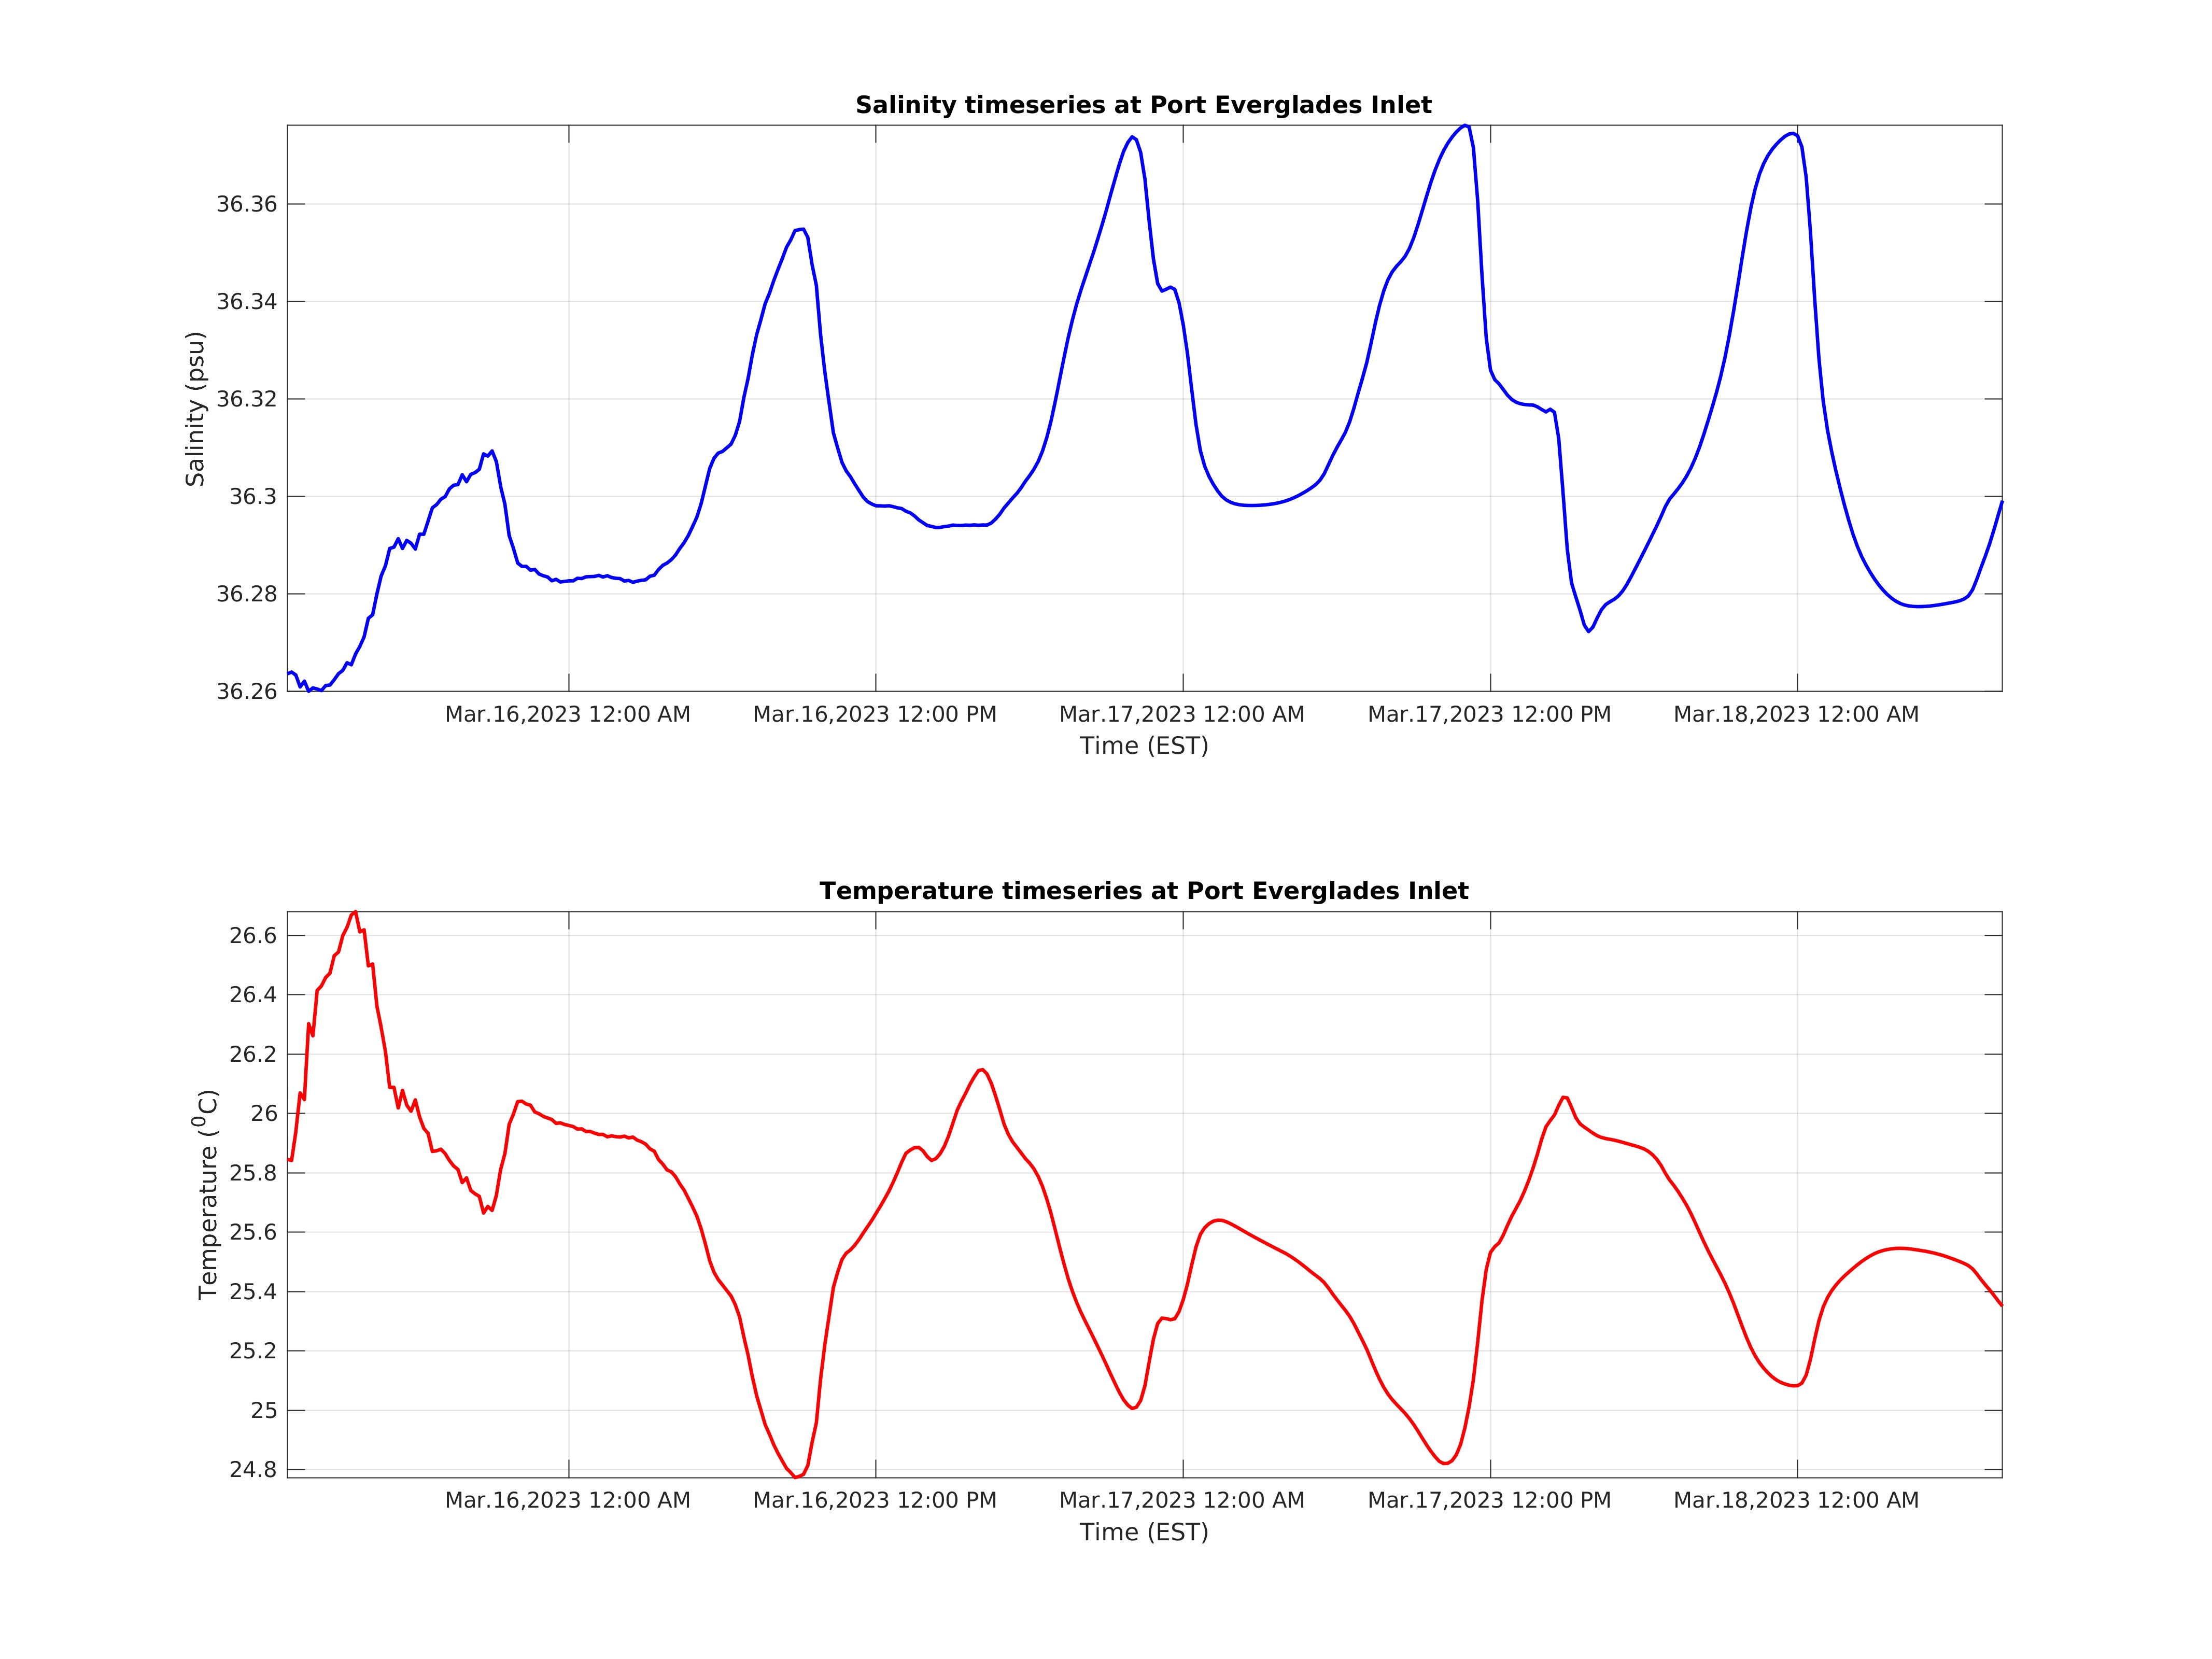 Salinity timeseries at Port Everglades Inlet
36.36
36.34
36.32
36.3
36.28
36.26
Salinity (psu)
Mar.16,2023 12:00 AM
Mar.16,2023 12:00 PM
Mar.17,2023 12:00 AM
Mar.17,2023 12:00 PM
Mar.18,2023 12:00 AM
Time (EST)
Temperature timeseries at Port Everglades Inlet
26.6
26.4
26.2
26
25.8
25.6
25.4
25.2
25
24.8
Temperature (⁰C)
Mar.16,2023 12:00 AM
Mar.16,2023 12:00 PM
Mar.17,2023 12:00 AM
Mar.17,2023 12:00 PM
Mar.18,2023 12:00 AM
Time (EST)